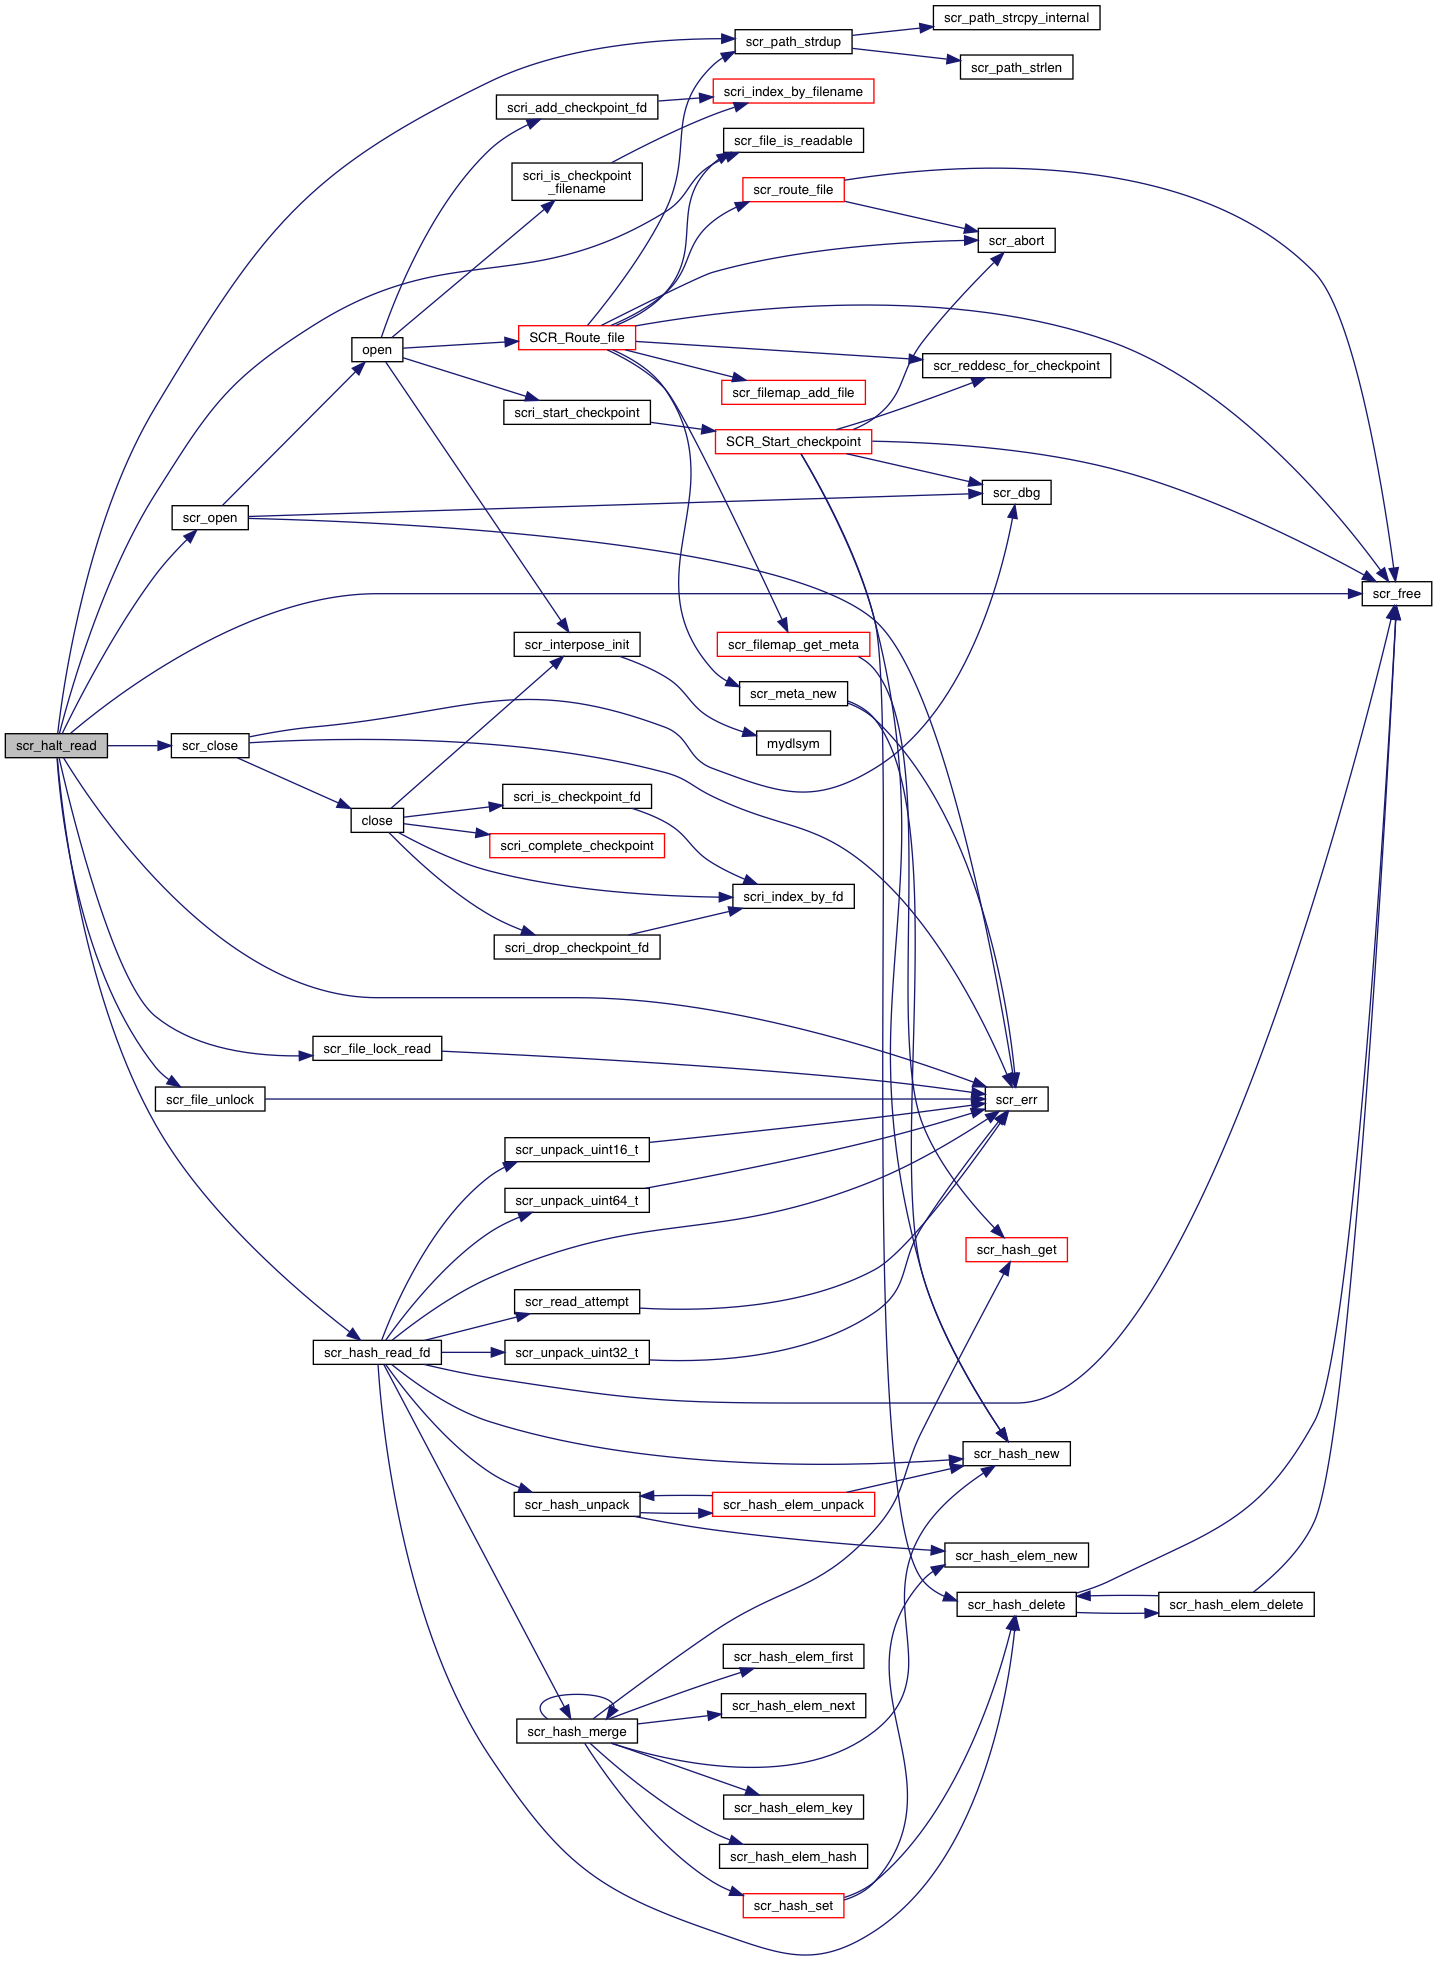 scr_path_strcpy_internal
scr_path_strdup
scr_path_strlen
scri_index_by_filename
scri_add_checkpoint_fd
scr_file_is_readable
scri_is_checkpoint
_filename
scr_route_file
scr_abort
SCR_Route_file
open
scr_reddesc_for_checkpoint
scr_filemap_add_file
scri_start_checkpoint
SCR_Start_checkpoint
scr_dbg
scr_open
scr_free
scr_interpose_init
scr_filemap_get_meta
scr_meta_new
scr_halt_read
scr_close
mydlsym
scri_is_checkpoint_fd
close
scri_complete_checkpoint
scri_index_by_fd
scri_drop_checkpoint_fd
scr_file_lock_read
scr_file_unlock
scr_err
scr_unpack_uint16_t
scr_unpack_uint64_t
scr_hash_get
scr_read_attempt
scr_hash_read_fd
scr_unpack_uint32_t
scr_hash_new
scr_hash_unpack
scr_hash_elem_unpack
scr_hash_elem_new
scr_hash_delete
scr_hash_elem_delete
scr_hash_elem_first
scr_hash_elem_next
scr_hash_merge
scr_hash_elem_key
scr_hash_elem_hash
scr_hash_set